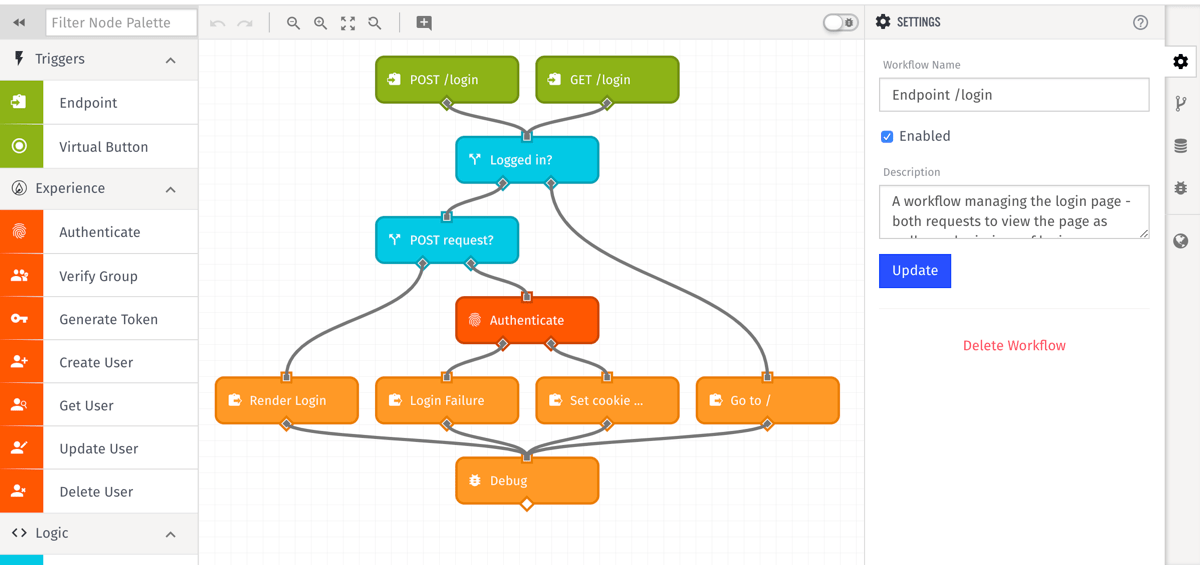 Filter Node Palette
Triggers
Endpoint
Virtual Button
Experience
Authenticate
Verify Group
Generate Token
Create User
Get User
Update User
Delete User
Logic
POST /login
GET /login
Logged in?
POST request?
Authenticate
Render Login
Login Failure
Set cookie ...
Go to /
Debug
SETTINGS
Workflow Name
Endpoint /login
Enabled
Description
A workflow managing the login page -
both requests to view the page as
Update
Delete Workflow